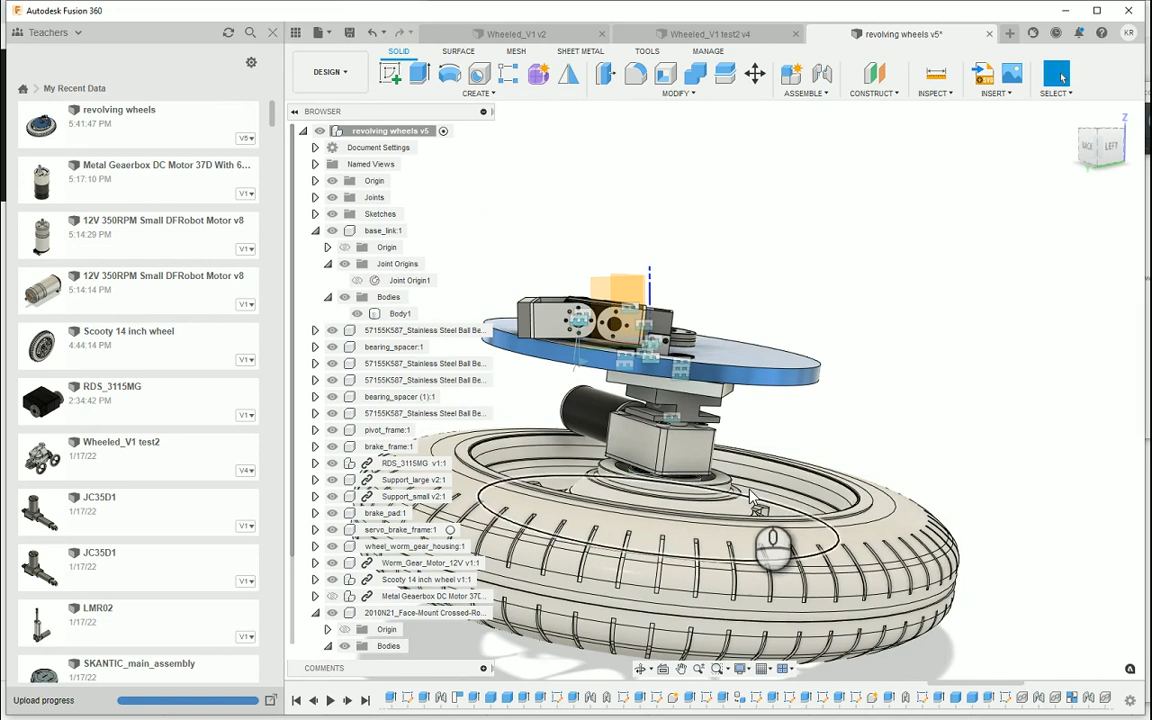 Autodesk Fusion 360
Teachers
Wheeled_V1 v2
Wheeled_V1 test2 v4
revolving wheels v5*
KR
SOLID
SURFACE
MESH
SHEET METAL
TOOLS
MANAGE
DESIGN
CREATE
MODIFY
ASSEMBLE
CONSTRUCT
INSPECT
INSERT
SELECT
My Recent Data
revolving wheels
5:41:47 PM
V5
Metal Geaerbox DC Motor 37D With 6...
5:17:10 PM
V1
12V 350RPM Small DFRobot Motor v8
5:14:29 PM
V1
12V 350RPM Small DFRobot Motor v8
5:14:14 PM
V1
Scooty 14 inch wheel
4:44:14 PM
V1
RDS_3115MG
2:34:42 PM
V1
Wheeled_V1 test2
1/17/22
V4
JC35D1
1/17/22
V1
JC35D1
1/17/22
V1
LMR02
1/17/22
V1
SKANTIC_main_assembly
1/17/22
Upload progress
BROWSER
revolving wheels v5
Document Settings
Named Views
Origin
Joints
Sketches
base_link:1
Origin
Joint Origins
Joint Origin1
Bodies
Body1
57155K587_Stainless Steel Ball Be...
bearing_spacer:1
57155K587_Stainless Steel Ball Be...
57155K587_Stainless Steel Ball Be...
bearing_spacer (1):1
57155K587_Stainless Steel Ball Be...
pivot_frame:1
brake_frame:1
RDS_3115MG v1:1
Support_large v2:1
Support_small v2:1
brake_pad:1
servo_brake_frame:1
wheel_worm_gear_housing:1
Worm_Gear_Motor_12V v1:1
Scooty 14 inch wheel v1:1
Metal Geaerbox DC Motor 37D...
2010N21_Face-Mount Crossed-Ro...
Origin
Bodies
COMMENTS
Z
BACK
LEFT